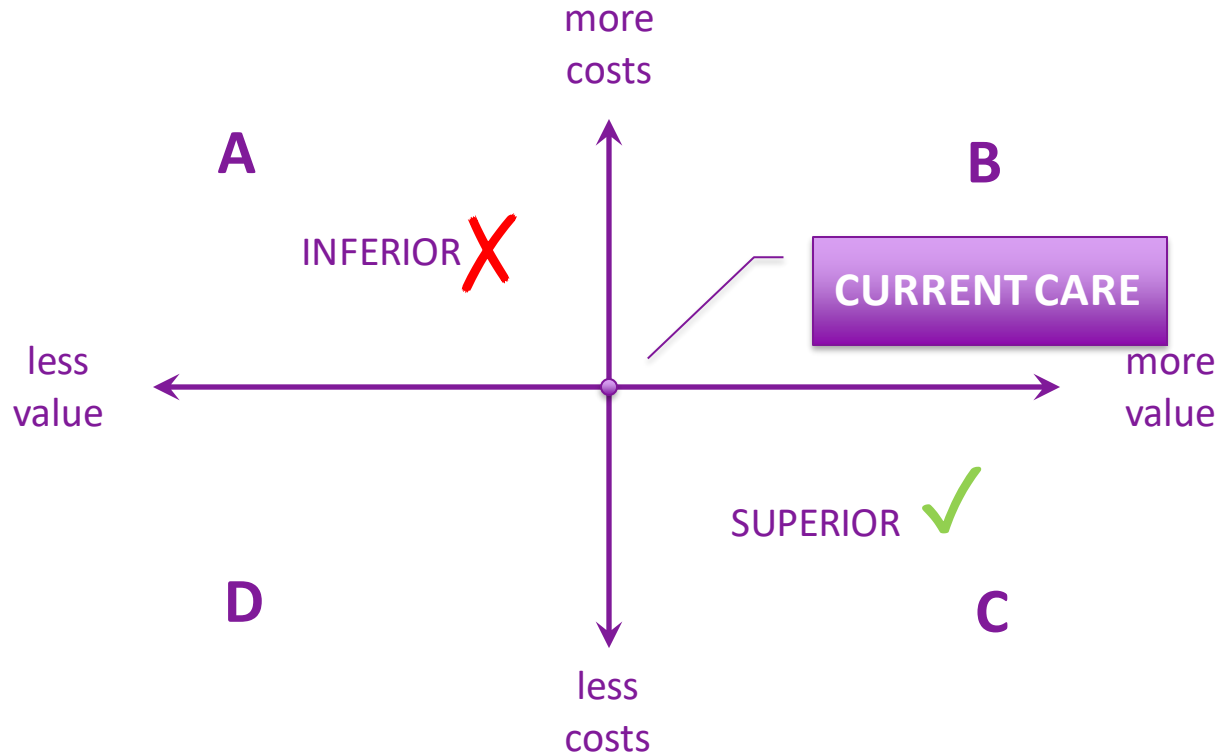 more
costs
A
B
INFERIOR
CURRENT CARE
less
value
more
value
SUPERIOR
D
C
less
costs